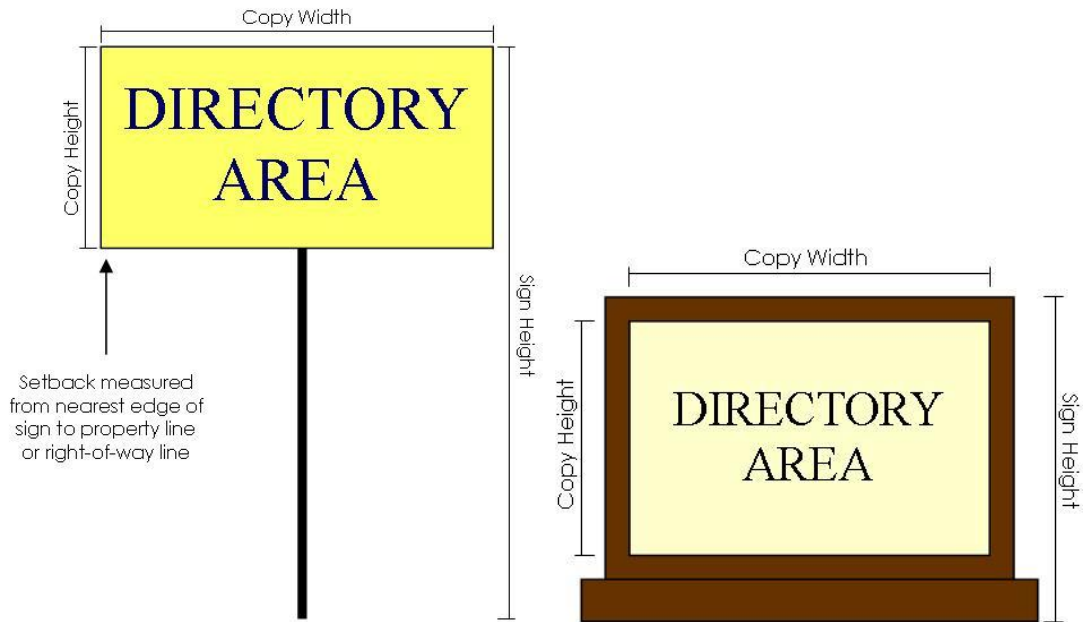 Copy Width
Copy Height
DIRECTORY
AREA
Sign Height
Setback measured
from nearest edge of
sign to property line
or right-of-way line
Copy Width
Copy Height
DIRECTORY
AREA
Sign Height